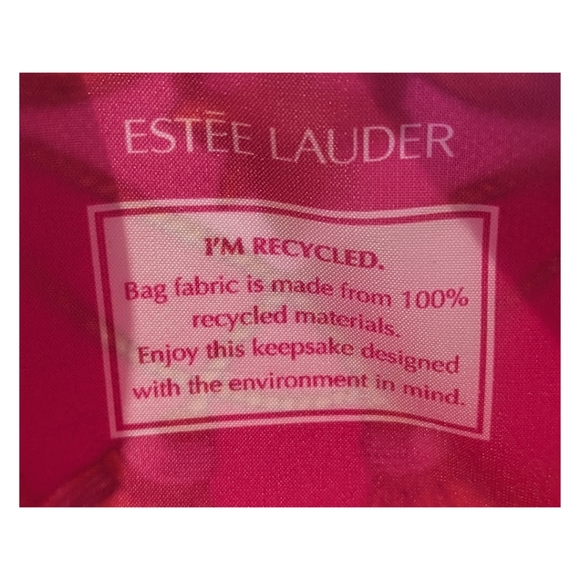 ESTĒE LAUDER
I'M RECYCLED.
Bag fabric is made from 100%
recycled materials.
Enjoy this keepsake designed
with the environment in mind.